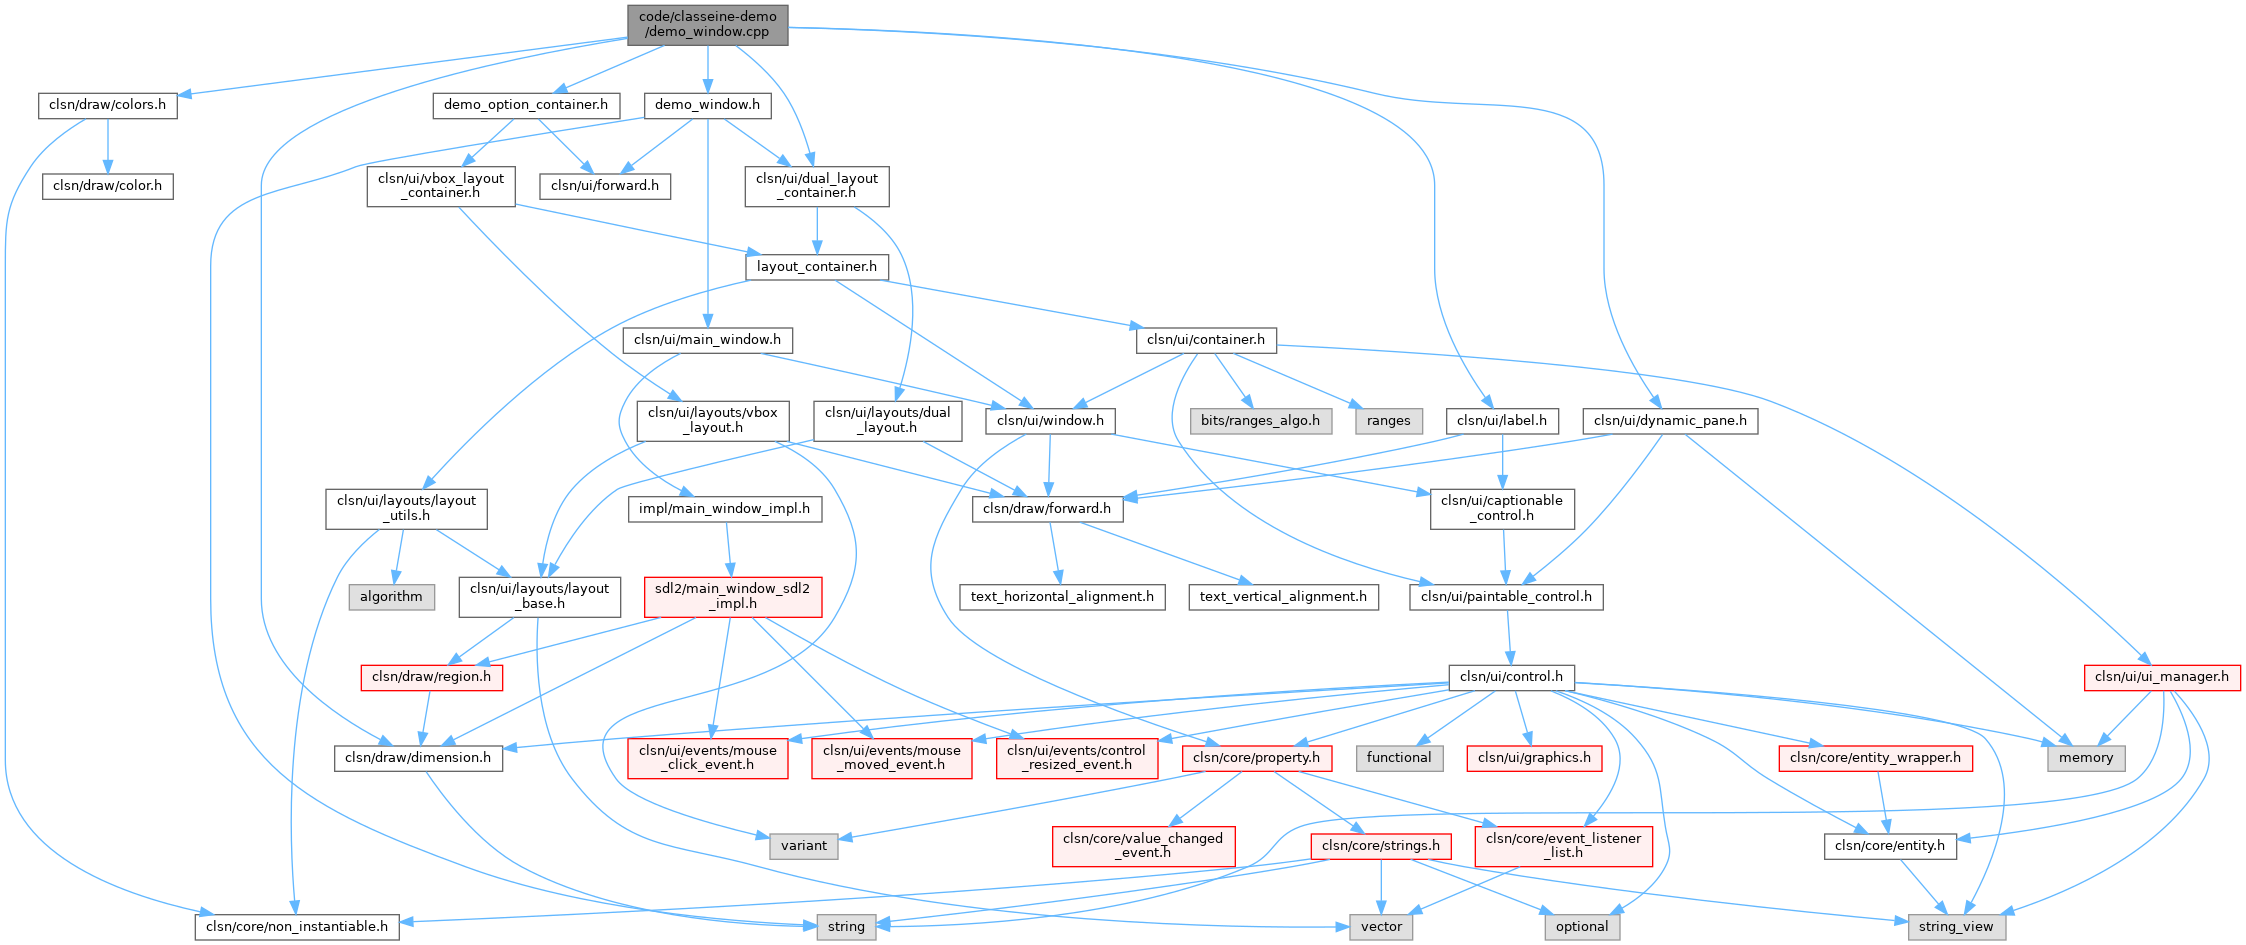 code/classeine-demo
/demo_window.cpp
clsn/draw/colors.h
demo_option_container.h
demo_window.h
clsn/draw/color.h
clsn/ui/vbox_layout
_container.h
clsn/ui/forward.h
clsn/ui/dual_layout
_container.h
layout_container.h
clsn/ui/main_window.h
clsn/ui/container.h
clsn/ui/layouts/vbox
_layout.h
clsn/ui/layouts/dual
_layout.h
clsn/ui/window.h
bits/ranges_algo.h
ranges
clsn/ui/label.h
clsn/ui/dynamic_pane.h
clsn/ui/layouts/layout
_utils.h
impl/main_window_impl.h
clsn/draw/forward.h
clsn/ui/captionable
_control.h
algorithm
clsn/ui/layouts/layout
_base.h
sdl2/main_window_sdl2
_impl.h
text_horizontal_alignment.h
text_vertical_alignment.h
clsn/ui/paintable_control.h
clsn/draw/region.h
clsn/ui/control.h
clsn/ui/ui_manager.h
clsn/draw/dimension.h
clsn/ui/events/mouse
_click_event.h
clsn/ui/events/mouse
_moved_event.h
clsn/ui/events/control
_resized_event.h
clsn/core/property.h
functional
clsn/ui/graphics.h
clsn/core/entity_wrapper.h
memory
variant
clsn/core/value_changed
_event.h
clsn/core/strings.h
clsn/core/event_listener
_list.h
clsn/core/entity.h
clsn/core/non_instantiable.h
string
vector
optional
string_view